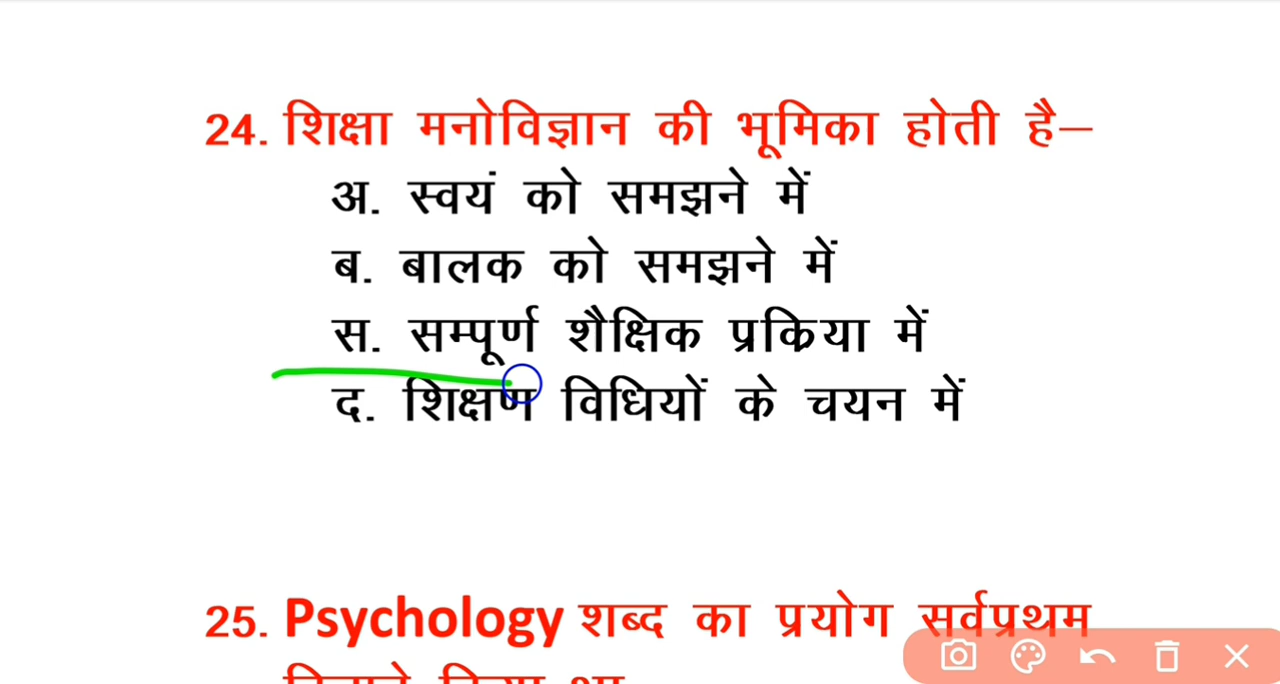 24. शिक्षा मनोविज्ञान की भूमिका होती है—
अ. स्वयं को समझने में
ब. बालक को समझने में
स. सम्पूर्ण शैक्षिक प्रक्रिया में
द. शिक्षण विधियों के चयन में
25. Psychology शब्द का प्रयोग सर्वप्रथम